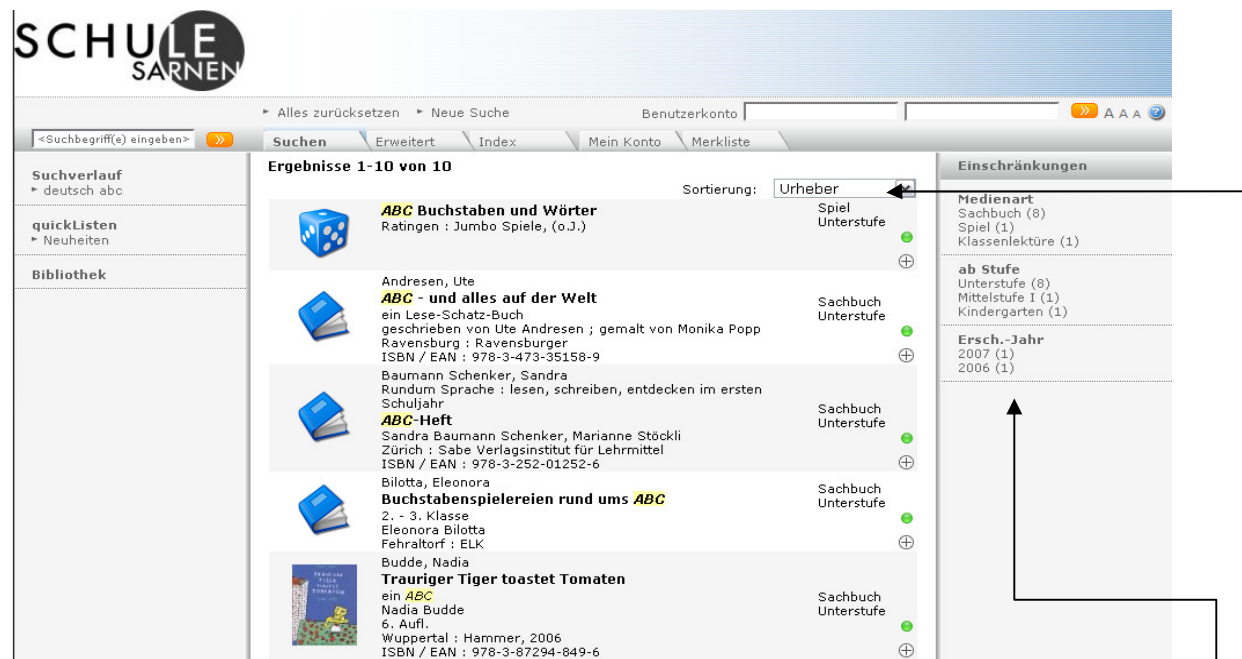 SCHULE
SARNEN
Alles zurücksetzen Neue Suche Benutzerkonto A A A ?
<Suchbegriff(e) eingeben> Suchen Erweitert Index Mein Konto Merkliste
Suchverlauf
deutsch abc
quickListen
Neuheiten
Bibliothek
Ergebnisse 1-10 von 10
Sortierung: Urheber
ABC Buchstaben und Wörter
Ratingen : Jumbo Spiele, (o.J.)
Spiel
Unterstufe
Andresen, Ute
ABC - und alles auf der Welt
ein Lese-Schatz-Buch
geschrieben von Ute Andresen ; gemalt von Monika Popp
Ravensburg : Ravensburger
ISBN / EAN : 978-3-473-35158-9
Sachbuch
Unterstufe
Baumann Schenker, Sandra
Rundum Sprache : lesen, schreiben, entdecken im ersten
Schuljahr
ABC-Heft
Sandra Baumann Schenker, Marianne Stöckli
Zürich : Sabe Verlagsinstitut für Lehrmittel
ISBN / EAN : 978-3-252-01252-6
Sachbuch
Unterstufe
Bilotta, Eleonora
Buchstabenspielereien rund ums ABC
2. - 3. Klasse
Eleonora Bilotta
Fehraltorf : ELK
Sachbuch
Unterstufe
Budde, Nadia
Trauriger Tiger toastet Tomaten
ein ABC
Nadia Budde
6. Aufl.
Wuppertal : Hammer, 2006
ISBN / EAN : 978-3-87294-849-6
Sachbuch
Unterstufe
TRAURIGER
TIGER
TOASTET
TOMATEN
Einschränkungen
Medienart
Sachbuch (8)
Spiel (1)
Klassenlektüre (1)
ab Stufe
Unterstufe (8)
Mittelstufe I (1)
Kindergarten (1)
Ersch.-Jahr
2007 (1)
2006 (1)